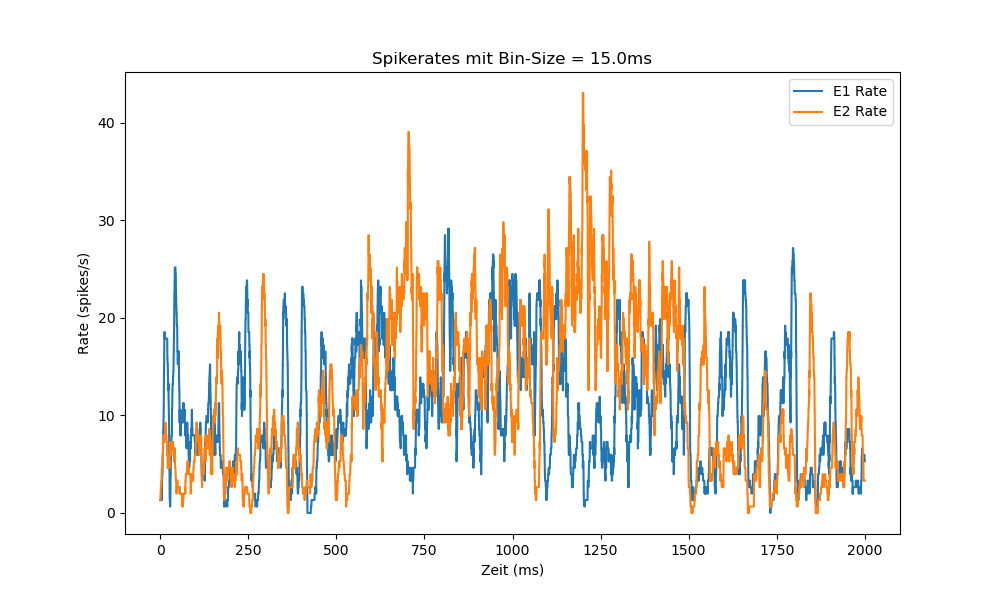 Spikerates mit Bin-Size = 15.0ms
E1 Rate
E2 Rate
40
30
20
10
0
Rate (spikes/s)
0 250 500 750 1000 1250 1500 1750 2000
Zeit (ms)